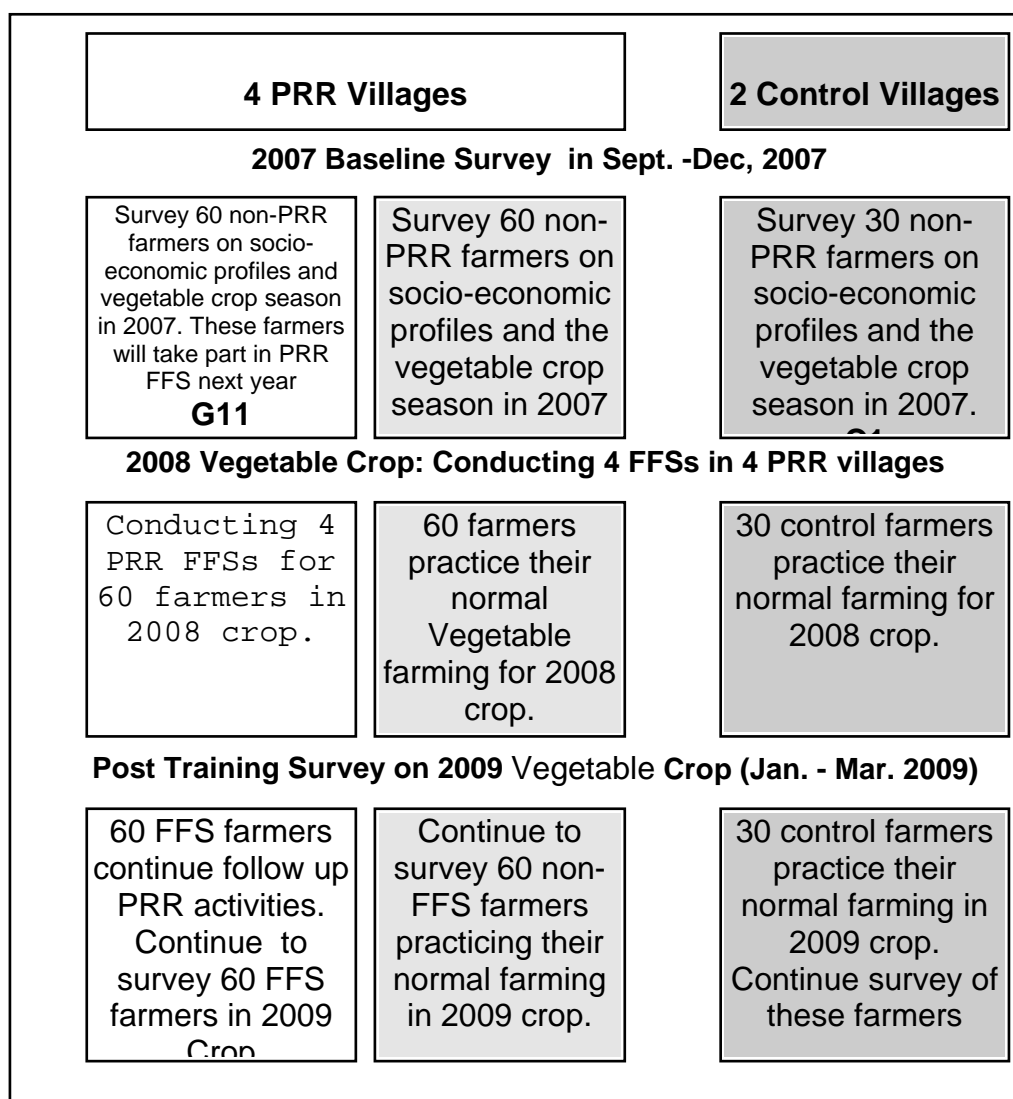 4 PRR Villages
2 Control Villages
2007 Baseline Survey in Sept. -Dec, 2007
Survey 60 non-PRR
farmers on socio-
economic profiles and
vegetable crop season
in 2007. These farmers
will take part in PRR
FFS next year
G11
Survey 60 non-
PRR farmers on
socio-economic
profiles and the
vegetable crop
season in 2007
Survey 30 non-
PRR farmers on
socio-economic
profiles and the
vegetable crop
season in 2007.
2008 Vegetable Crop: Conducting 4 FFSs in 4 PRR villages
Conducting 4
PRR FFSs for
60 farmers in
2008 crop.
60 farmers
practice their
normal
Vegetable
farming for 2008
crop.
30 control farmers
practice their
normal farming for
2008 crop.
Post Training Survey on 2009 Vegetable Crop (Jan. - Mar. 2009)
60 FFS farmers
continue follow up
PRR activities.
Continue to
survey 60 FFS
farmers in 2009
Crop
Continue to
survey 60 non-
FFS farmers
practicing their
normal farming
in 2009 crop.
30 control farmers
practice their
normal farming in
2009 crop.
Continue survey of
these farmers